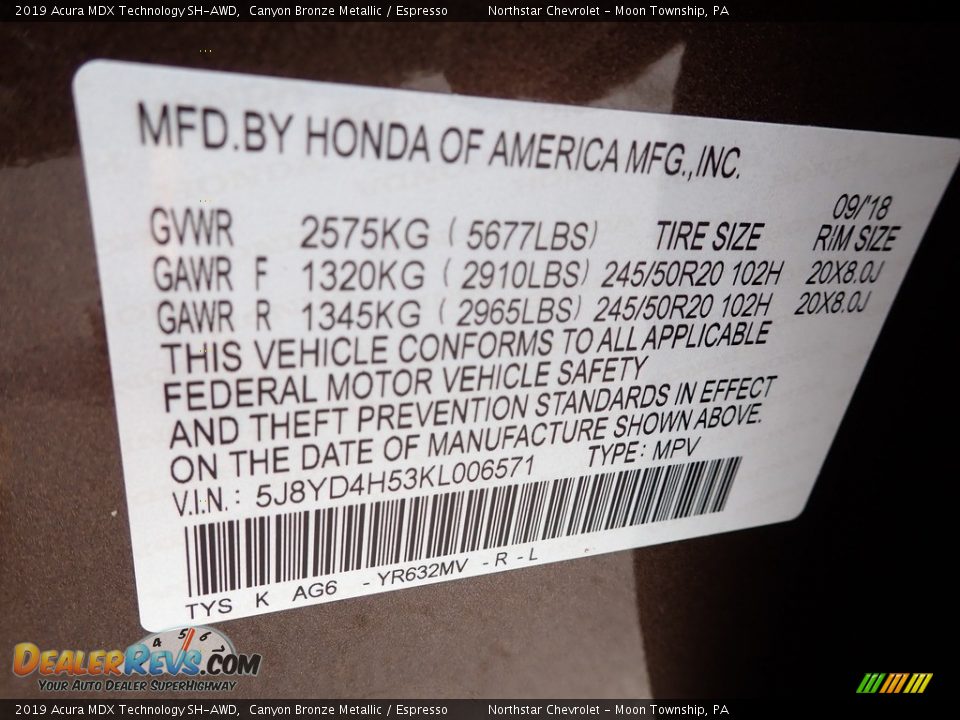 2019 Acura MDX Technology SH-AWD, Canyon Bronze Metallic / Espresso Northstar Chevrolet - Moon Township, PA
MFD.BY HONDA OF AMERICA MFG.,INC.
09/'18
GVWR 2575KG ( 5677LBS) TIRE SIZE RIM SIZE
GAWR F 1320KG ( 2910LBS) 245/50R20 102H 20X8.0J
GAWR R 1345KG ( 2965LBS) 245/50R20 102H 20X8.0J
THIS VEHICLE CONFORMS TO ALL APPLICABLE
FEDERAL MOTOR VEHICLE SAFETY
AND THEFT PREVENTION STANDARDS IN EFFECT
ON THE DATE OF MANUFACTURE SHOWN ABOVE.
V.I.N.: 5J8YD4H53KL006571 TYPE: MPV
TYS K AG6 - YR632MV - R - L
4 5 6
DEALERREVS.COM
Your Auto Dealer SuperHighway
2019 Acura MDX Technology SH-AWD, Canyon Bronze Metallic / Espresso Northstar Chevrolet - Moon Township, PA